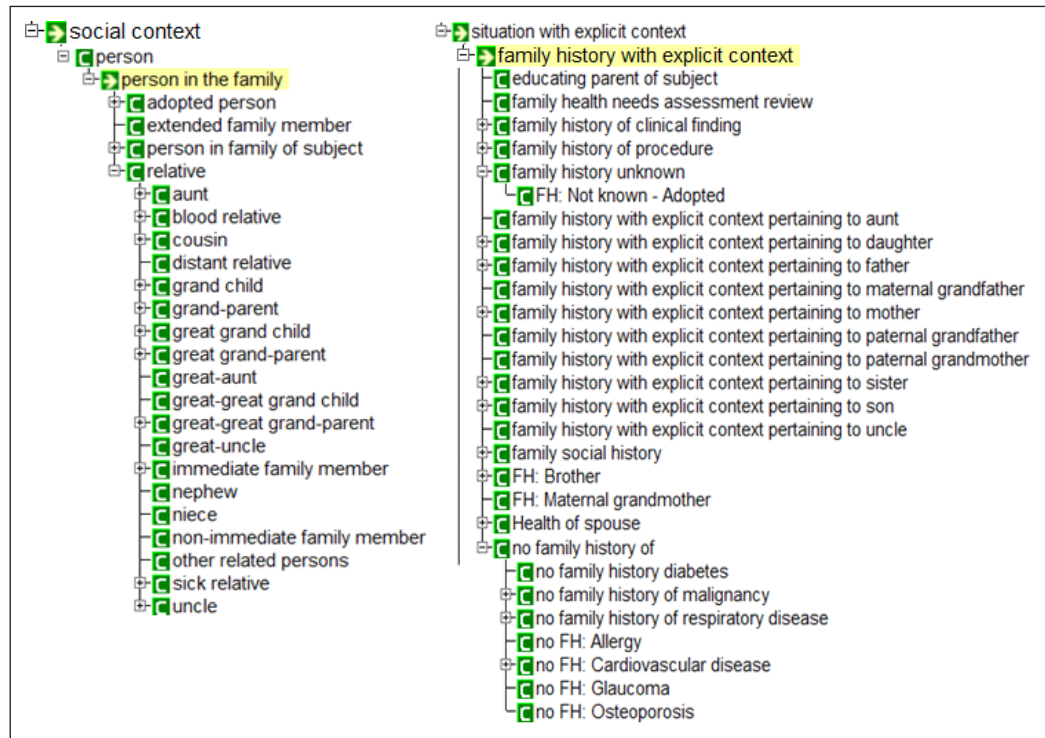 social context
person
person in the family
adopted person
extended family member
person in family of subject
relative
aunt
blood relative
cousin
distant relative
grand child
grand-parent
great grand child
great grand-parent
great-aunt
great-great grand child
great-great grand-parent
great-uncle
immediate family member
nephew
niece
non-immediate family member
other related persons
sick relative
uncle
situation with explicit context
family history with explicit context
educating parent of subject
family health needs assessment review
family history of clinical finding
family history of procedure
family history unknown
FH: Not known - Adopted
family history with explicit context pertaining to aunt
family history with explicit context pertaining to daughter
family history with explicit context pertaining to father
family history with explicit context pertaining to maternal grandfather
family history with explicit context pertaining to mother
family history with explicit context pertaining to paternal grandfather
family history with explicit context pertaining to paternal grandmother
family history with explicit context pertaining to sister
family history with explicit context pertaining to son
family history with explicit context pertaining to uncle
family social history
FH: Brother
FH: Maternal grandmother
Health of spouse
no family history of
no family history diabetes
no family history of malignancy
no family history of respiratory disease
no FH: Allergy
no FH: Cardiovascular disease
no FH: Glaucoma
no FH: Osteoporosis